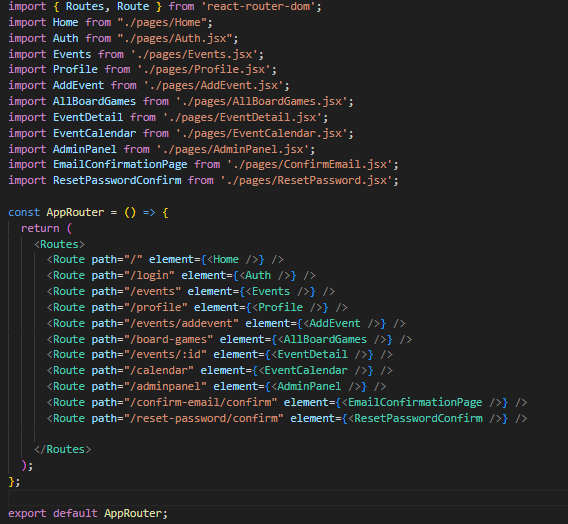 import { Routes, Route } from 'react-router-dom';
import Home from "./pages/Home";
import Auth from "./pages/Auth.jsx";
import Events from './pages/Events.jsx';
import Profile from './pages/Profile.jsx';
import AddEvent from './pages/AddEvent.jsx';
import AllBoardGames from './pages/AllBoardGames.jsx';
import EventDetail from './pages/EventDetail.jsx';
import EventCalendar from './pages/EventCalendar.jsx';
import AdminPanel from './pages/AdminPanel.jsx';
import EmailConfirmationPage from './pages/ConfirmEmail.jsx';
import ResetPasswordConfirm from './pages/ResetPassword.jsx';

const AppRouter = () => {
  return (
    <Routes>
      <Route path="/" element={<Home />} />
      <Route path="/login" element={<Auth />} />
      <Route path="/events" element={<Events />} />
      <Route path="/profile" element={<Profile />} />
      <Route path="/events/addevent" element={<AddEvent />} />
      <Route path="/board-games" element={<AllBoardGames />} />
      <Route path="/events/:id" element={<EventDetail />} />
      <Route path="/calendar" element={<EventCalendar />} />
      <Route path="/adminpanel" element={<AdminPanel />} />
      <Route path="/confirm-email/confirm" element={<EmailConfirmationPage />} />
      <Route path="/reset-password/confirm" element={<ResetPasswordConfirm />} />

    </Routes>
  );
};

export default AppRouter;